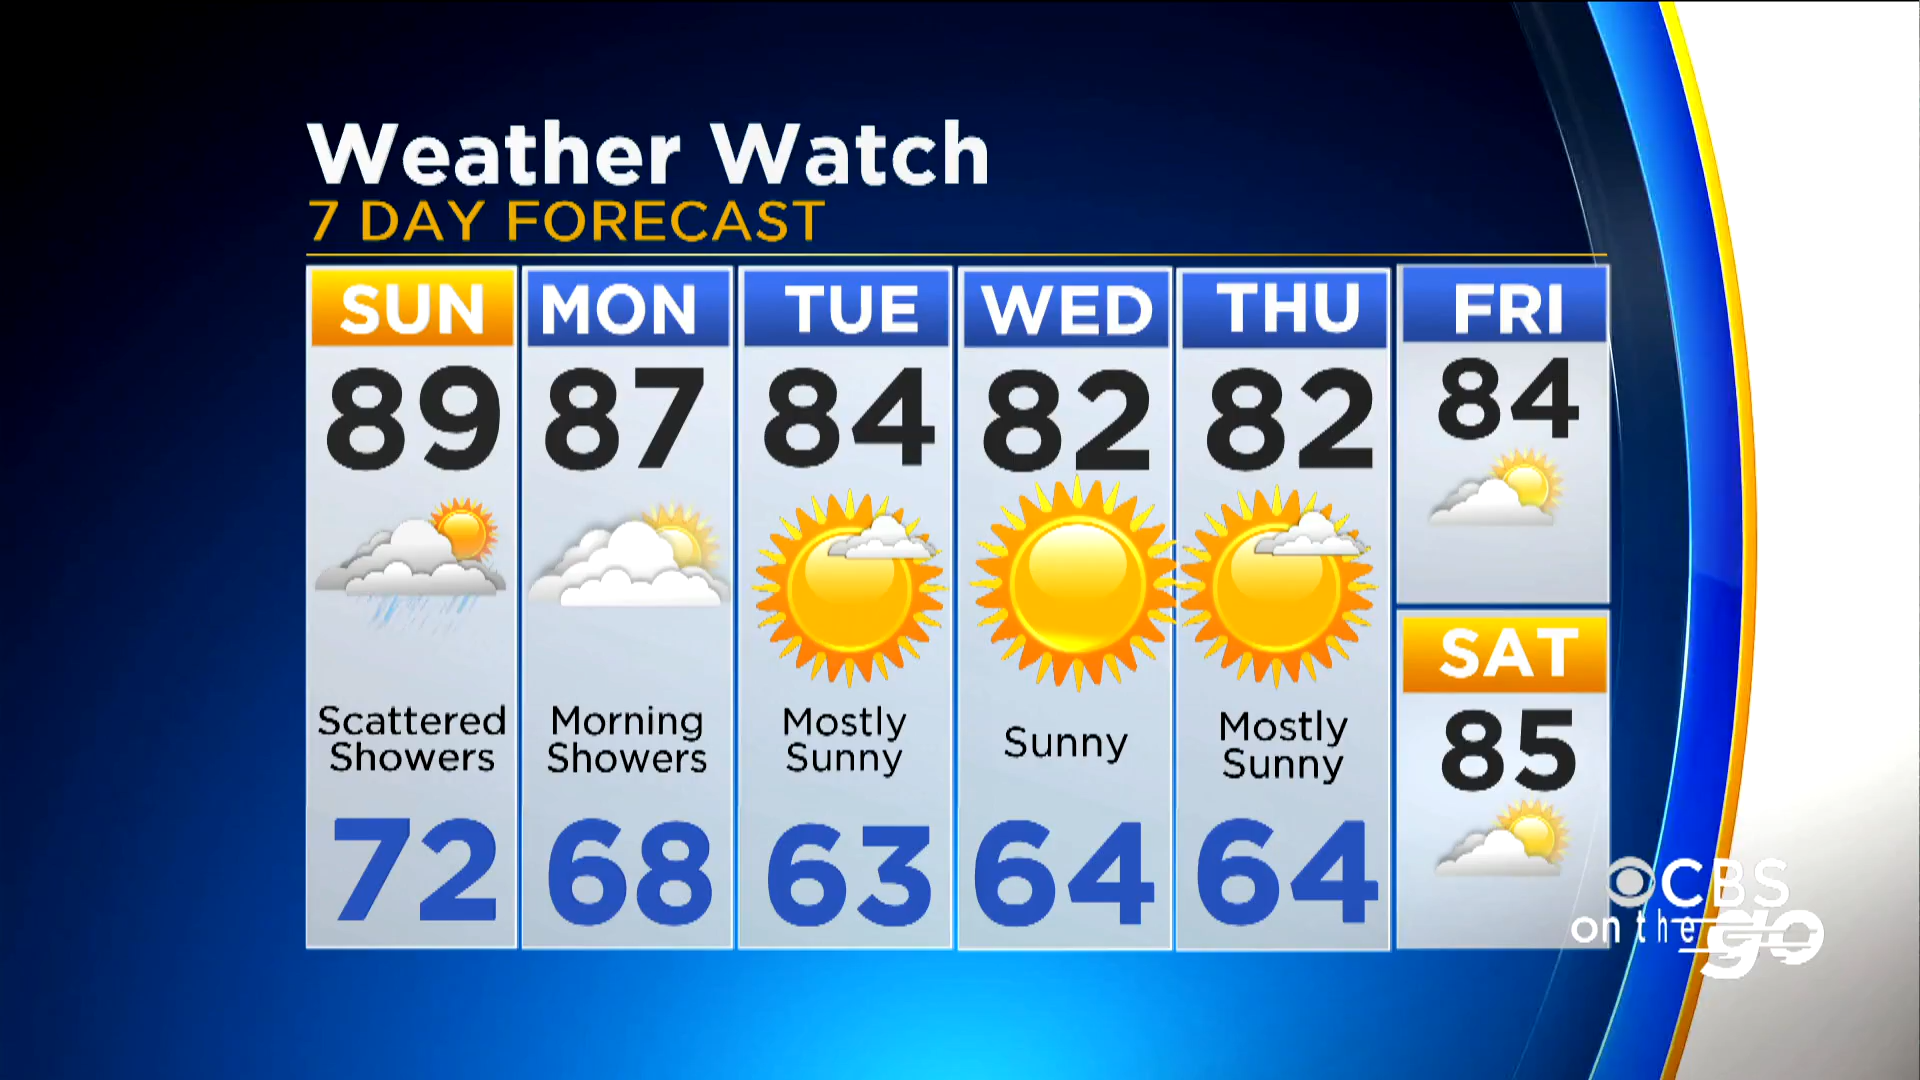 Weather Watch
7 DAY FORECAST
SUN
89
Scattered
Showers
72
MON
87
Morning
Showers
68
TUE
84
Mostly
Sunny
63
WED
82
Sunny
64
THU
82
Mostly
Sunny
64
FRI
84
SAT
85
CBS
on the go